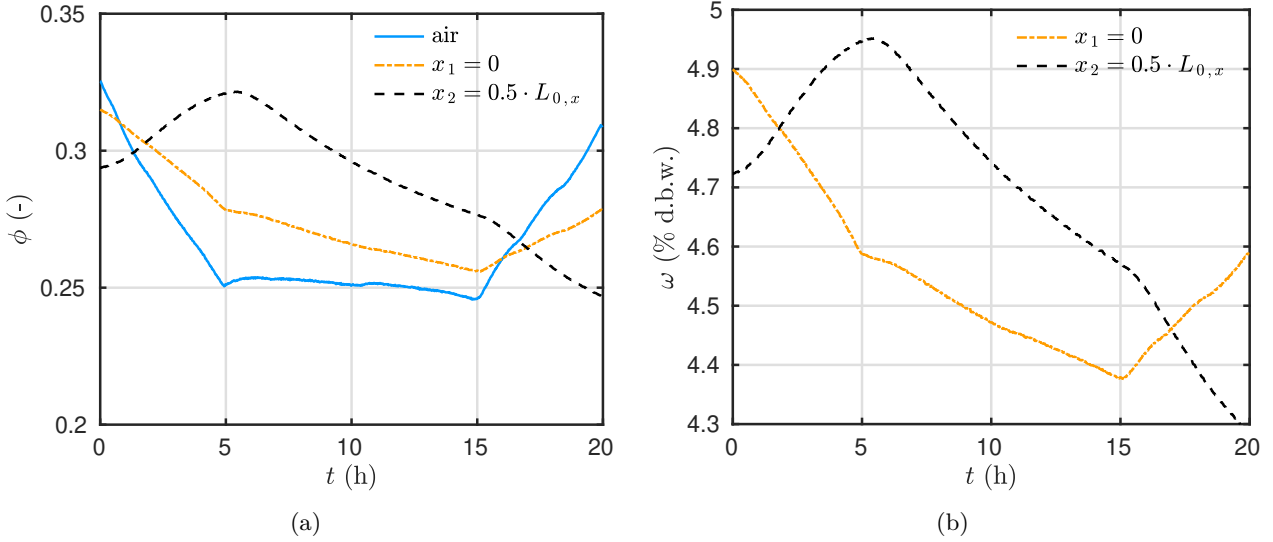 0.35
0.3
0.25
0.2
ϕ (-)
air
x₁ = 0
x₂ = 0.5 · L₀,ₓ
0 5 10 15 20
t (h)
(a)
5
4.9
4.8
4.7
4.6
4.5
4.4
4.3
ω (% d.b.w.)
x₁ = 0
x₂ = 0.5 · L₀,ₓ
0 5 10 15 20
t (h)
(b)